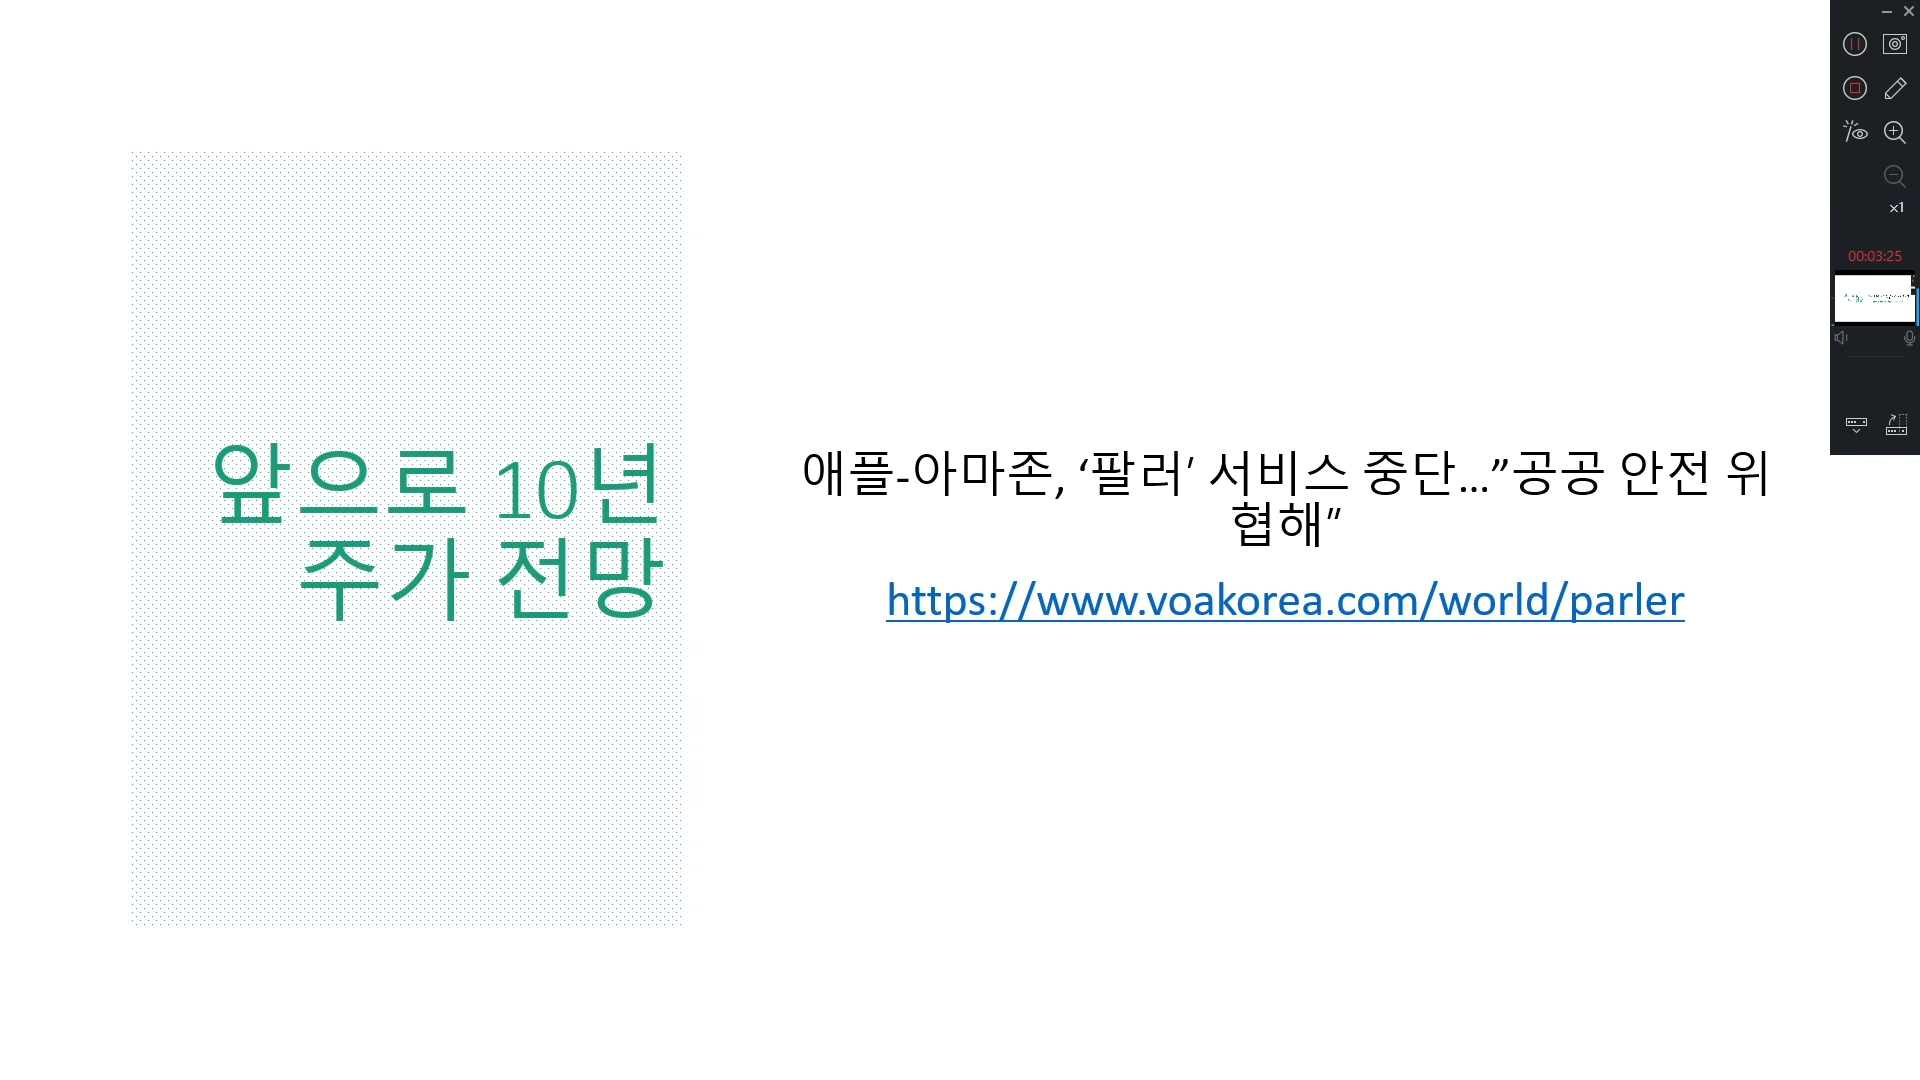 앞으로 10년
주가 전망
애플-아마존, ‘팔러’ 서비스 중단...”공공 안전 위
협해”
https://www.voakorea.com/world/parler
x1
00:03:25